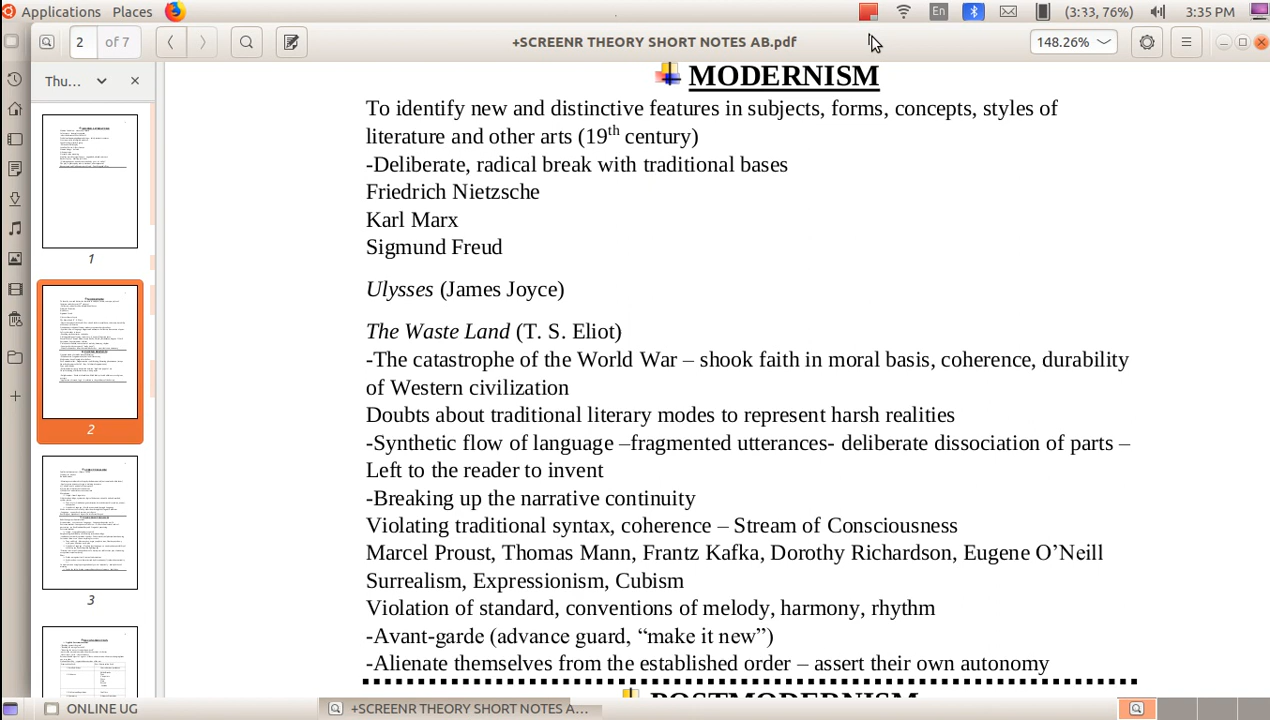 Applications Places En (3:33, 76%) 3:35 PM
2 of 7 +SCREENR THEORY SHORT NOTES AB.pdf 148.26%
Thu...
1
2
3
MODERNISM
To identify new and distinctive features in subjects, forms, concepts, styles of
literature and other arts (19th century)
-Deliberate, radical break with traditional bases
Friedrich Nietzsche
Karl Marx
Sigmund Freud
Ulysses (James Joyce)
The Waste Land (T. S. Eliot)
-The catastrophe of the World War – shook faith in moral basis, coherence, durability
of Western civilization
Doubts about traditional literary modes to represent harsh realities
-Synthetic flow of language –fragmented utterances- deliberate dissociation of parts –
Left to the reader to invent
-Breaking up the narrative continuity
Violating traditional syntax, coherence – Stream of Consciousness
Marcel Proust, Thomas Mann, Frantz Kafka, Dorothy Richardson, Eugene O’Neill
Surrealism, Expressionism, Cubism
Violation of standard, conventions of melody, harmony, rhythm
-Avant-garde (advance guard, “make it new”)
-Alienate themselves from the established order – assert their own autonomy
POSTMODERNISM
ONLINE UG +SCREENR THEORY SHORT NOTES A...